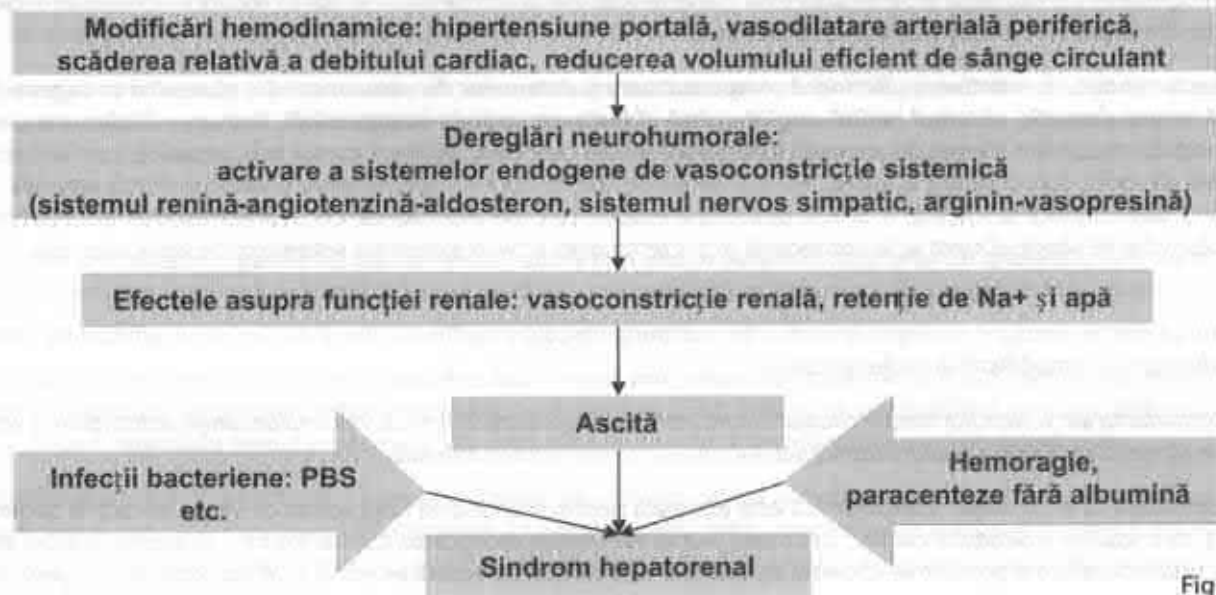 Modificări hemodinamice: hipertensiune portală, vasodilatare arterială periferică,
scăderea relativă a debitului cardiac, reducerea volumului eficient de sânge circulant
Dereglări neurohumorale:
activare a sistemelor endogene de vasoconstricție sistemică
(sistemul renină-angiotenzină-aldosteron, sistemul nervos simpatic, arginin-vasopresină)
Efectele asupra funcției renale: vasoconstricție renală, retenție de Na+ și apă
Ascită
Infecții bacteriene: PBS
etc.
Hemoragie,
paracenteze fără albumină
Sindrom hepatorenal
Fig